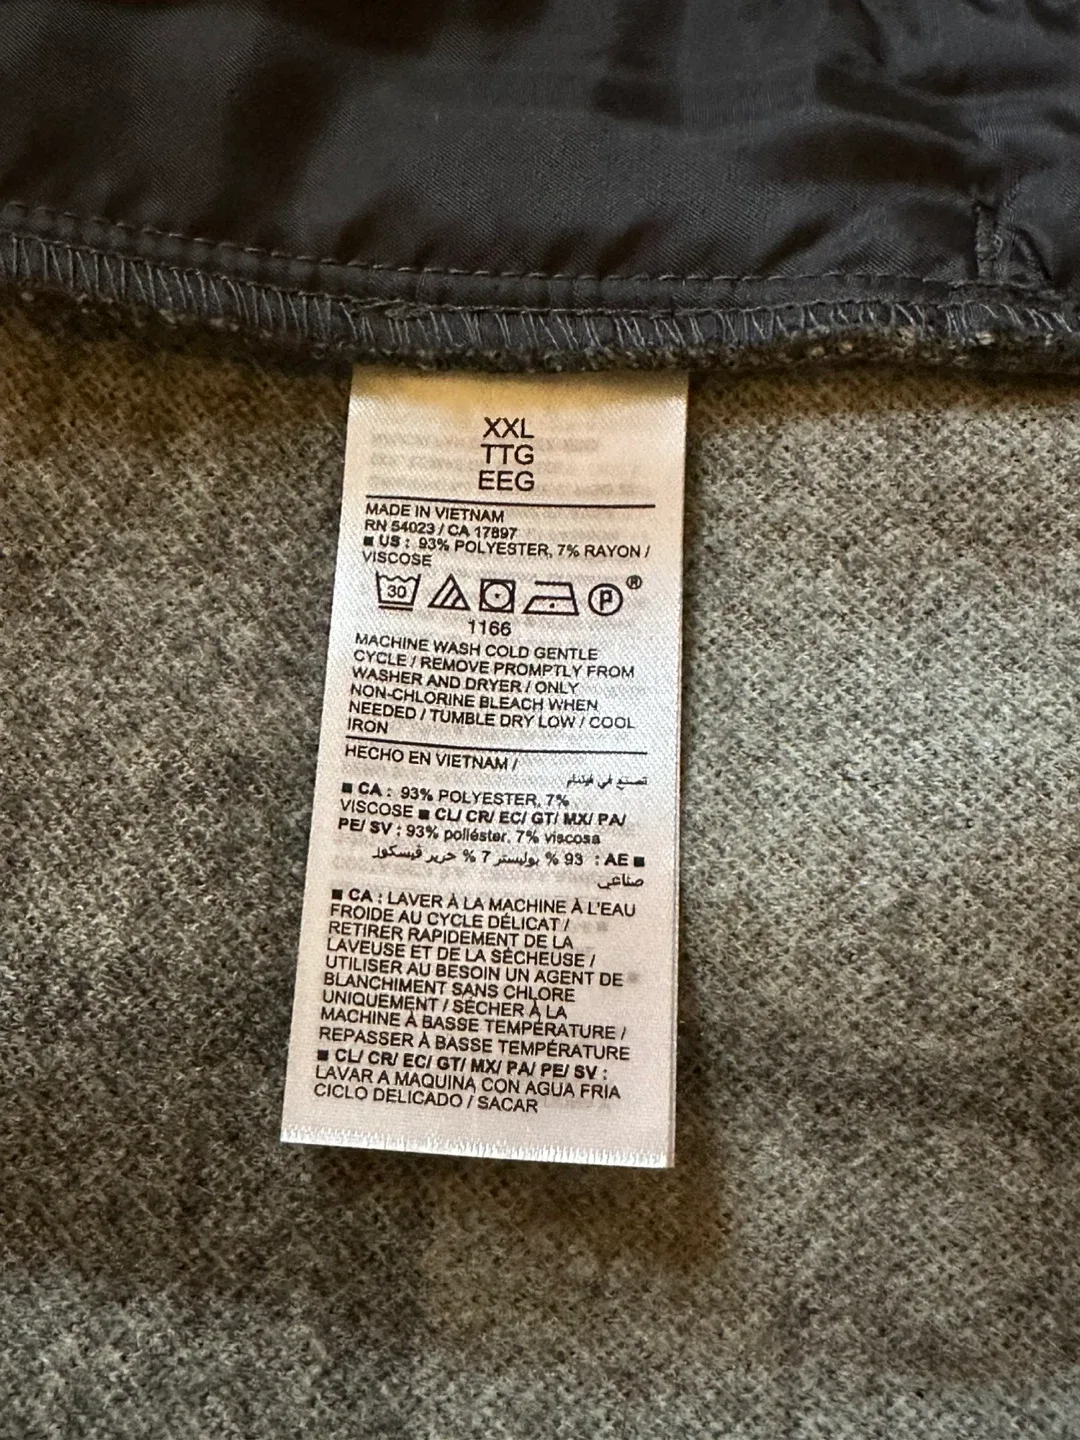 XXL
TTG
EEG
MADE IN VIETNAM
RN 54023 / CA 17897
■ US : 93% POLYESTER, 7% RAYON /
VISCOSE
30 P ®
1166
MACHINE WASH COLD GENTLE
CYCLE / REMOVE PROMPTLY FROM
WASHER AND DRYER / ONLY
NON-CHLORINE BLEACH WHEN
NEEDED / TUMBLE DRY LOW / COOL
IRON
HECHO EN VIETNAM /
تصنع في فيتنام
■ CA : 93% POLYESTER, 7%
VISCOSE ■ CL/ CR/ EC/ GT/ MX/ PA/
PE/ SV : 93% poliéster, 7% viscosa
■ AE : 93 % بوليستر 7 % حرير فيسكوز
صناعي
■ CA : LAVER À LA MACHINE À L'EAU
FROIDE AU CYCLE DÉLICAT /
RETIRER RAPIDEMENT DE LA
LAVEUSE ET DE LA SÉCHEUSE /
UTILISER AU BESOIN UN AGENT DE
BLANCHIMENT SANS CHLORE
UNIQUEMENT / SÉCHER À LA
MACHINE À BASSE TEMPÉRATURE /
REPASSER À BASSE TEMPÉRATURE
■ CL/ CR/ EC/ GT/ MX/ PA/ PE/ SV :
LAVAR A MAQUINA CON AGUA FRIA
CICLO DELICADO / SACAR